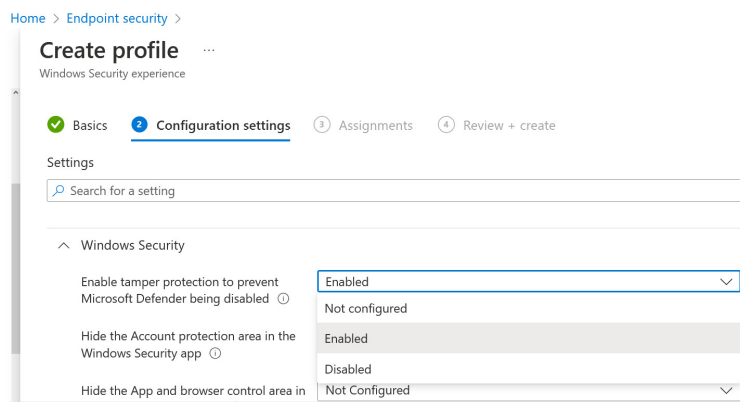 Home > Endpoint security >
Create profile ...
Windows Security experience
Basics 2 Configuration settings 3 Assignments 4 Review + create
Settings
Search for a setting
Windows Security
Enable tamper protection to prevent
Microsoft Defender being disabled
Enabled
Not configured
Enabled
Disabled
Hide the Account protection area in the
Windows Security app
Hide the App and browser control area in
Not Configured